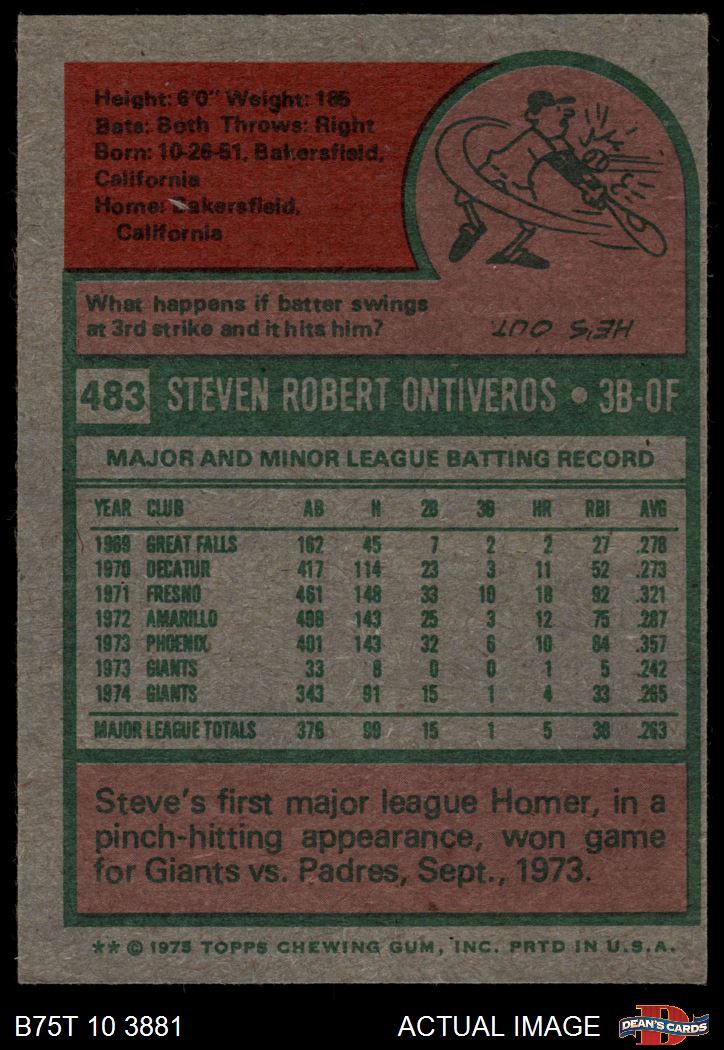 Height: 6'0" Weight: 185
Bats: Both Throws: Right
Born: 10-26-51, Bakersfield,
California
Home: Bakersfield,
California
What happens if batter swings
at 3rd strike and it hits him?
HE'S OUT
483 STEVEN ROBERT ONTIVEROS • 3B-OF
MAJOR AND MINOR LEAGUE BATTING RECORD
YEAR CLUB AB H 2B 3B HR RBI AVG
1969 GREAT FALLS 162 45 7 2 2 27 .278
1970 DECATUR 417 114 23 3 11 52 .273
1971 FRESNO 461 148 33 10 18 92 .321
1972 AMARILLO 498 143 25 3 12 75 .287
1973 PHOENIX 401 143 32 6 10 84 .357
1973 GIANTS 33 8 0 0 1 5 .242
1974 GIANTS 343 91 15 1 4 33 .265
MAJOR LEAGUE TOTALS 376 99 15 1 5 38 .263
Steve's first major league Homer, in a
pinch-hitting appearance, won game
for Giants vs. Padres, Sept., 1973.
** © 1975 TOPPS CHEWING GUM, INC. PRTD IN U.S.A.
B75T 10 3881 ACTUAL IMAGE D DEAN'S CARDS